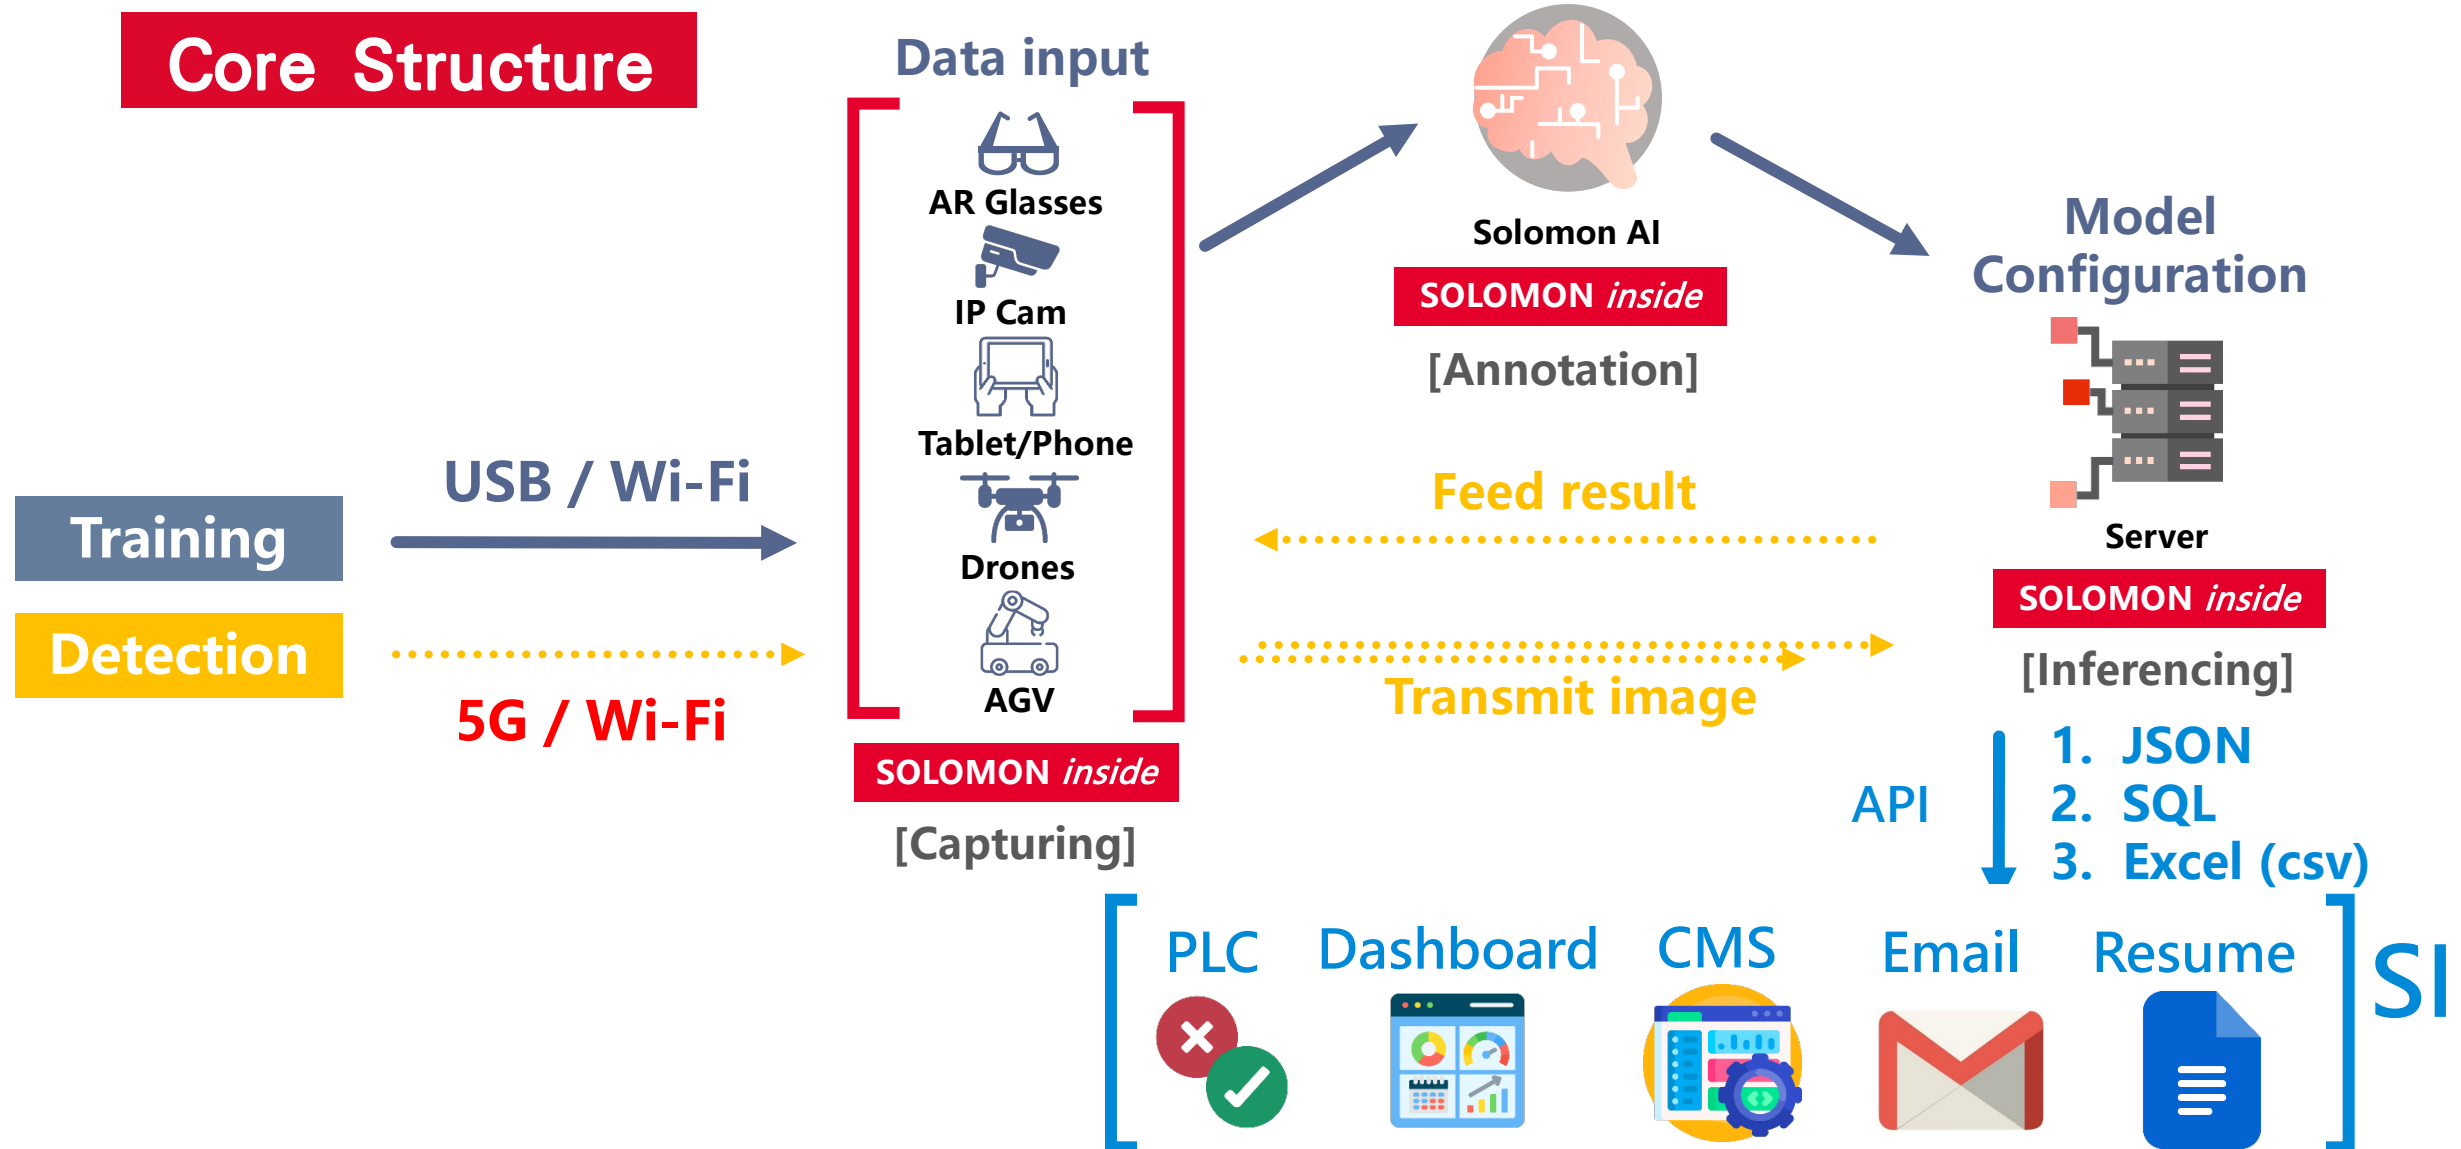 Core Structure
Data input
AR Glasses
IP Cam
Tablet/Phone
Drones
AGV
SOLOMON inside
[Capturing]
Training
USB / Wi-Fi
Detection
5G / Wi-Fi
Solomon AI
SOLOMON inside
[Annotation]
Feed result
Transmit image
Model
Configuration
Server
SOLOMON inside
[Inferencing]
API
1. JSON
2. SQL
3. Excel (csv)
PLC
Dashboard
CMS
Email
Resume
SI